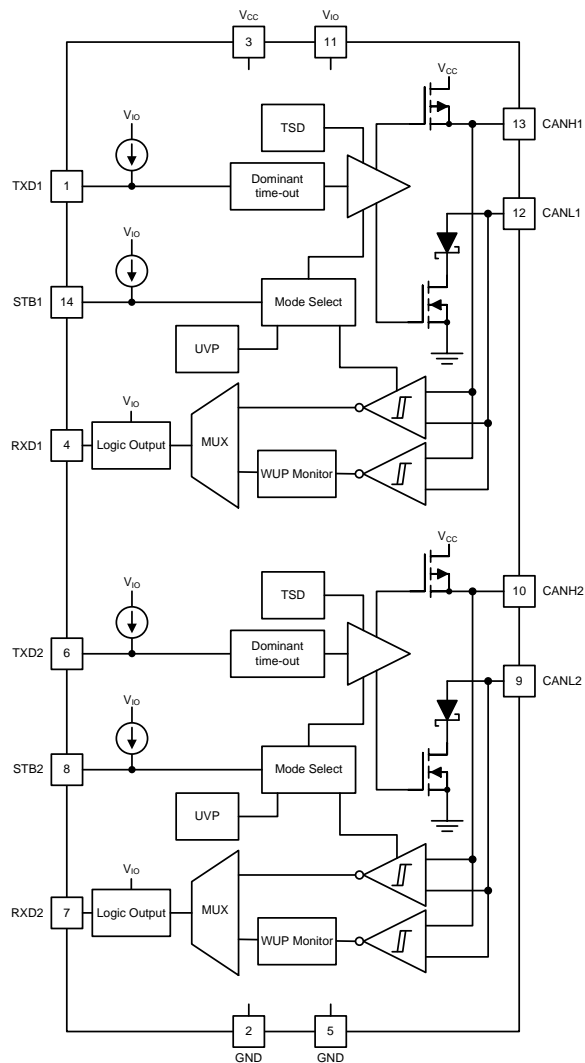 VCC
VIO
3
11
VCC
VIO
TSD
13
CANH1
TXD1
1
Dominant
time-out
12
CANL1
VIO
STB1
14
Mode Select
UVP
VIO
RXD1
4
Logic Output
MUX
WUP Monitor
VCC
VIO
TSD
10
CANH2
TXD2
6
Dominant
time-out
9
CANL2
VIO
STB2
8
Mode Select
UVP
VIO
RXD2
7
Logic Output
MUX
WUP Monitor
2
5
GND
GND